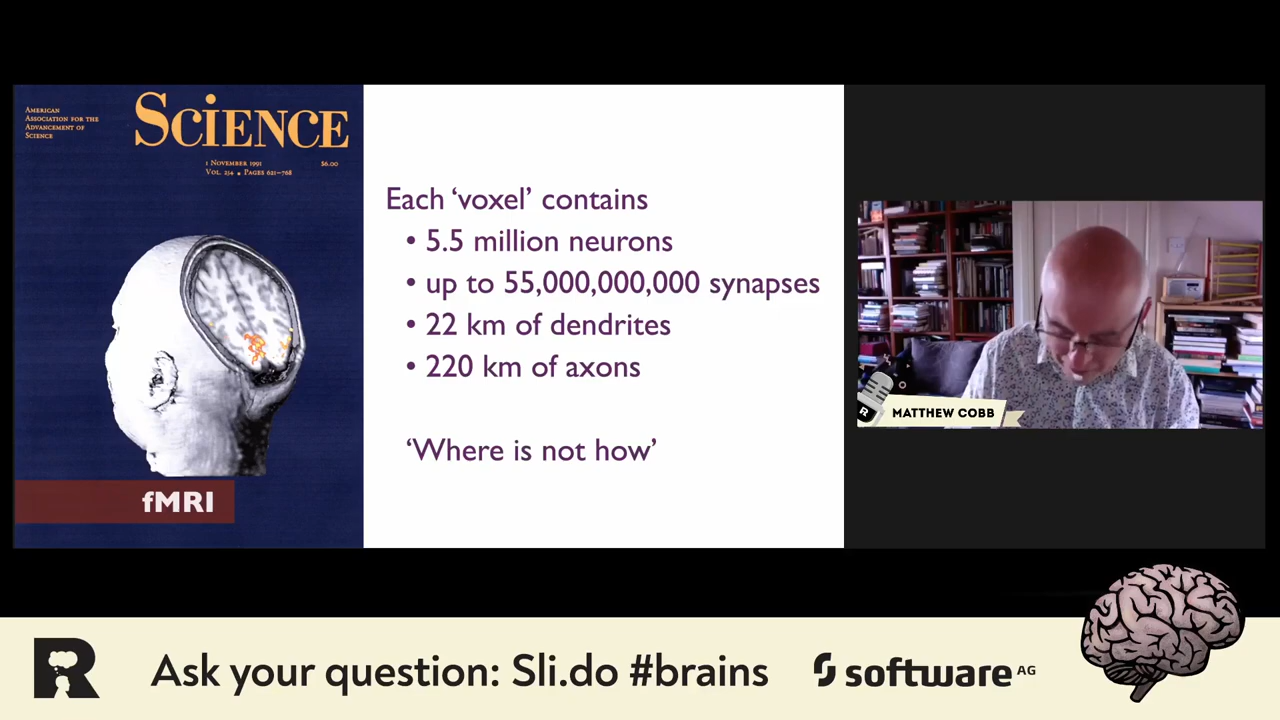 AMERICAN
ASSOCIATION FOR THE
ADVANCEMENT OF
SCIENCE
SCiENCE
1 NOVEMBER 1991
$6.00
VOL. 254 • PAGES 621–768
fMRI
Each ‘voxel’ contains
• 5.5 million neurons
• up to 55,000,000,000 synapses
• 22 km of dendrites
• 220 km of axons
‘Where is not how’
R
MATTHEW COBB
R
Ask your question: Sli.do #brains
software AG